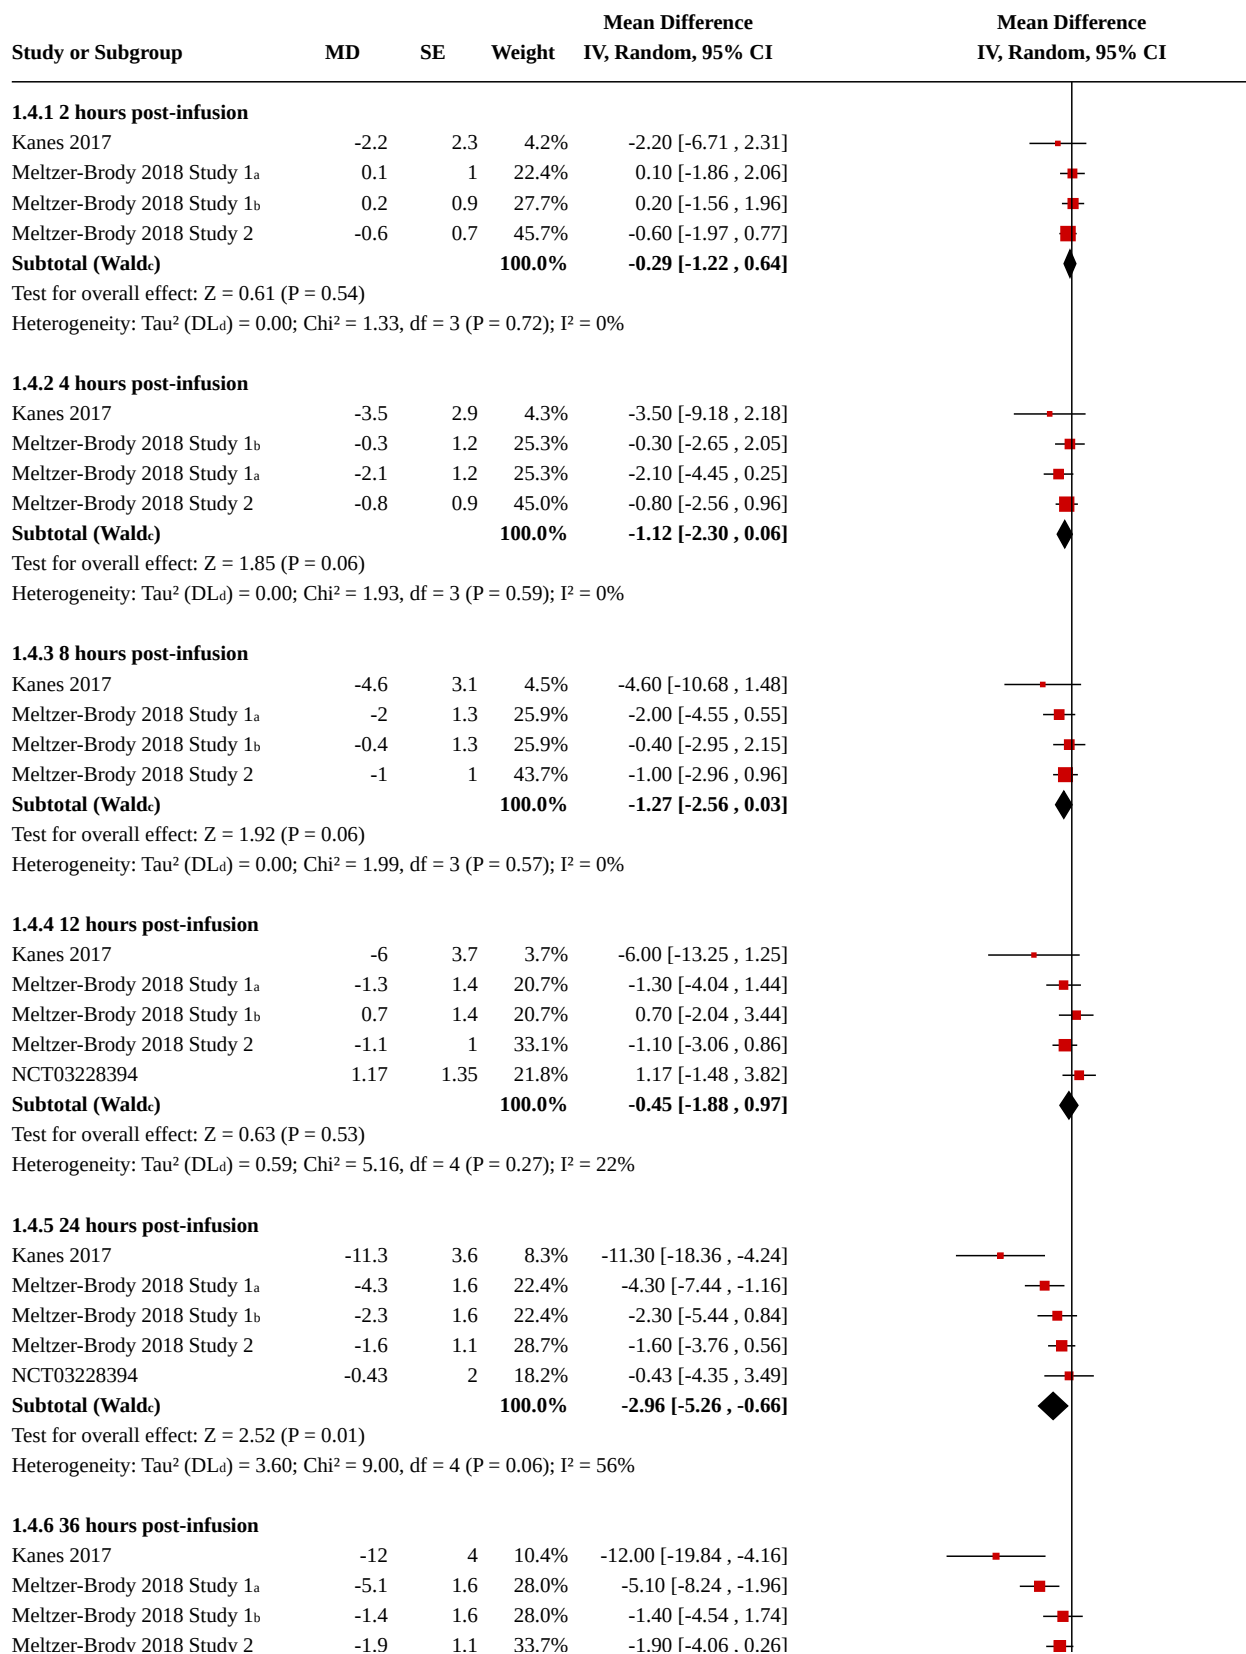 Mean Difference Mean Difference
Study or Subgroup MD SE Weight IV, Random, 95% CI IV, Random, 95% CI
1.4.1 2 hours post-infusion
Kanes 2017 -2.2 2.3 4.2% -2.20 [-6.71 , 2.31]
Meltzer-Brody 2018 Study 1a 0.1 1 22.4% 0.10 [-1.86 , 2.06]
Meltzer-Brody 2018 Study 1b 0.2 0.9 27.7% 0.20 [-1.56 , 1.96]
Meltzer-Brody 2018 Study 2 -0.6 0.7 45.7% -0.60 [-1.97 , 0.77]
Subtotal (Waldc) 100.0% -0.29 [-1.22 , 0.64]
Test for overall effect: Z = 0.61 (P = 0.54)
Heterogeneity: Tau² (DLd) = 0.00; Chi² = 1.33, df = 3 (P = 0.72); I² = 0%
1.4.2 4 hours post-infusion
Kanes 2017 -3.5 2.9 4.3% -3.50 [-9.18 , 2.18]
Meltzer-Brody 2018 Study 1b -0.3 1.2 25.3% -0.30 [-2.65 , 2.05]
Meltzer-Brody 2018 Study 1a -2.1 1.2 25.3% -2.10 [-4.45 , 0.25]
Meltzer-Brody 2018 Study 2 -0.8 0.9 45.0% -0.80 [-2.56 , 0.96]
Subtotal (Waldc) 100.0% -1.12 [-2.30 , 0.06]
Test for overall effect: Z = 1.85 (P = 0.06)
Heterogeneity: Tau² (DLd) = 0.00; Chi² = 1.93, df = 3 (P = 0.59); I² = 0%
1.4.3 8 hours post-infusion
Kanes 2017 -4.6 3.1 4.5% -4.60 [-10.68 , 1.48]
Meltzer-Brody 2018 Study 1a -2 1.3 25.9% -2.00 [-4.55 , 0.55]
Meltzer-Brody 2018 Study 1b -0.4 1.3 25.9% -0.40 [-2.95 , 2.15]
Meltzer-Brody 2018 Study 2 -1 1 43.7% -1.00 [-2.96 , 0.96]
Subtotal (Waldc) 100.0% -1.27 [-2.56 , 0.03]
Test for overall effect: Z = 1.92 (P = 0.06)
Heterogeneity: Tau² (DLd) = 0.00; Chi² = 1.99, df = 3 (P = 0.57); I² = 0%
1.4.4 12 hours post-infusion
Kanes 2017 -6 3.7 3.7% -6.00 [-13.25 , 1.25]
Meltzer-Brody 2018 Study 1a -1.3 1.4 20.7% -1.30 [-4.04 , 1.44]
Meltzer-Brody 2018 Study 1b 0.7 1.4 20.7% 0.70 [-2.04 , 3.44]
Meltzer-Brody 2018 Study 2 -1.1 1 33.1% -1.10 [-3.06 , 0.86]
NCT03228394 1.17 1.35 21.8% 1.17 [-1.48 , 3.82]
Subtotal (Waldc) 100.0% -0.45 [-1.88 , 0.97]
Test for overall effect: Z = 0.63 (P = 0.53)
Heterogeneity: Tau² (DLd) = 0.59; Chi² = 5.16, df = 4 (P = 0.27); I² = 22%
1.4.5 24 hours post-infusion
Kanes 2017 -11.3 3.6 8.3% -11.30 [-18.36 , -4.24]
Meltzer-Brody 2018 Study 1a -4.3 1.6 22.4% -4.30 [-7.44 , -1.16]
Meltzer-Brody 2018 Study 1b -2.3 1.6 22.4% -2.30 [-5.44 , 0.84]
Meltzer-Brody 2018 Study 2 -1.6 1.1 28.7% -1.60 [-3.76 , 0.56]
NCT03228394 -0.43 2 18.2% -0.43 [-4.35 , 3.49]
Subtotal (Waldc) 100.0% -2.96 [-5.26 , -0.66]
Test for overall effect: Z = 2.52 (P = 0.01)
Heterogeneity: Tau² (DLd) = 3.60; Chi² = 9.00, df = 4 (P = 0.06); I² = 56%
1.4.6 36 hours post-infusion
Kanes 2017 -12 4 10.4% -12.00 [-19.84 , -4.16]
Meltzer-Brody 2018 Study 1a -5.1 1.6 28.0% -5.10 [-8.24 , -1.96]
Meltzer-Brody 2018 Study 1b -1.4 1.6 28.0% -1.40 [-4.54 , 1.74]
Meltzer-Brody 2018 Study 2 -1.9 1.1 33.7% -1.90 [-4.06 , 0.26]